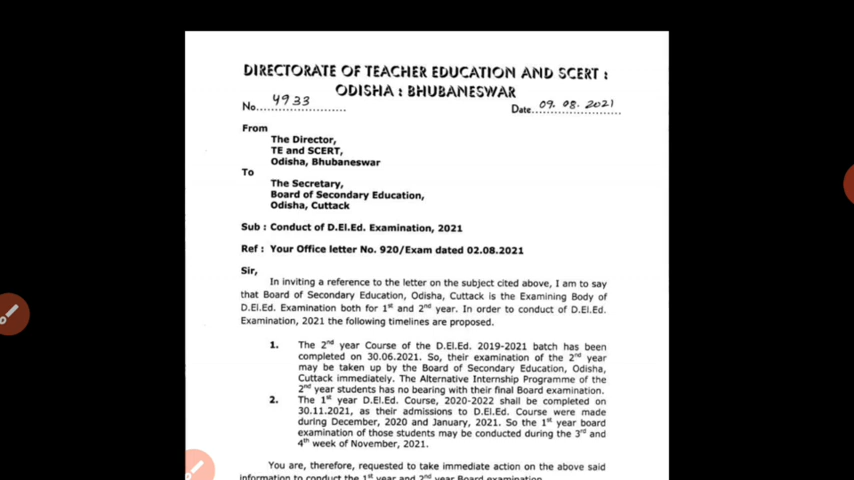 DIRECTORATE OF TEACHER EDUCATION AND SCERT :
ODISHA : BHUBANESWAR
No. 4933 Date 09.08.2021
From
The Director,
TE and SCERT,
Odisha, Bhubaneswar
To
The Secretary,
Board of Secondary Education,
Odisha, Cuttack
Sub : Conduct of D.El.Ed. Examination, 2021
Ref : Your Office letter No. 920/Exam dated 02.08.2021
Sir,
In inviting a reference to the letter on the subject cited above, I am to say
that Board of Secondary Education, Odisha, Cuttack is the Examining Body of
D.El.Ed. Examination both for 1st and 2nd year. In order to conduct of D.El.Ed.
Examination, 2021 the following timelines are proposed.
1. The 2nd year Course of the D.El.Ed. 2019-2021 batch has been
completed on 30.06.2021. So, their examination of the 2nd year
may be taken up by the Board of Secondary Education, Odisha,
Cuttack immediately. The Alternative Internship Programme of the
2nd year students has no bearing with their final Board examination.
2. The 1st year D.El.Ed. Course, 2020-2022 shall be completed on
30.11.2021, as their admissions to D.El.Ed. Course were made
during December, 2020 and January, 2021. So the 1st year board
examination of those students may be conducted during the 3rd and
4th week of November, 2021.
You are, therefore, requested to take immediate action on the above said
information to conduct the 1st year and 2nd year Board examination.